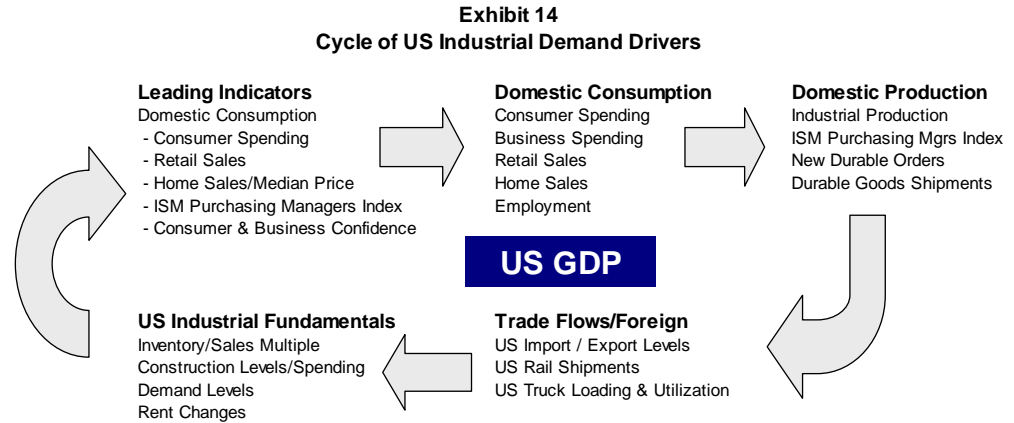 Exhibit 14
Cycle of US Industrial Demand Drivers
Leading Indicators
Domestic Consumption
- Consumer Spending
- Retail Sales
- Home Sales/Median Price
- ISM Purchasing Managers Index
- Consumer & Business Confidence
Domestic Consumption
Consumer Spending
Business Spending
Retail Sales
Home Sales
Employment
Domestic Production
Industrial Production
ISM Purchasing Mgrs Index
New Durable Orders
Durable Goods Shipments
US GDP
US Industrial Fundamentals
Inventory/Sales Multiple
Construction Levels/Spending
Demand Levels
Rent Changes
Trade Flows/Foreign
US Import / Export Levels
US Rail Shipments
US Truck Loading & Utilization